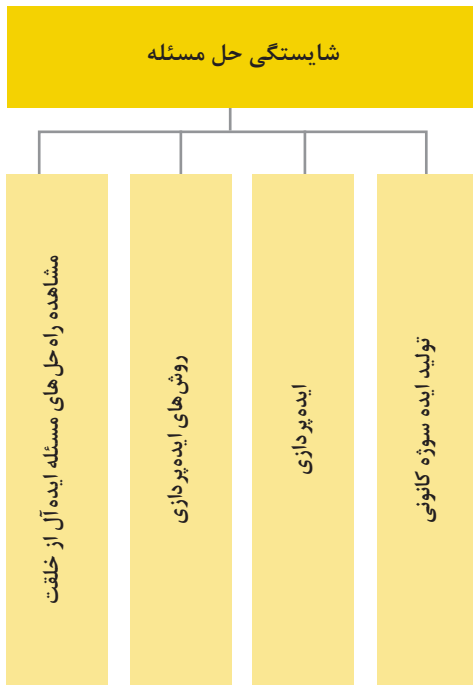 شایستگی حل مسئله
تولید ایده سوژه کانونی
ایده‌پردازی
روش‌های ایده‌پردازی
مشاهده راه‌حل‌های مسئله ایده‌آل از خلقت